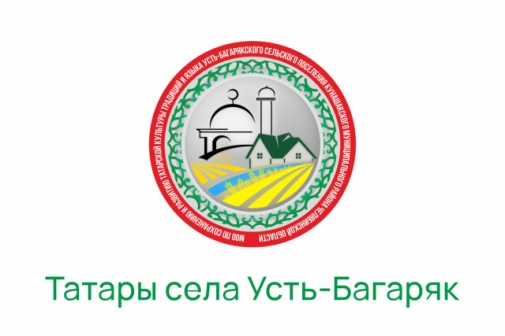 МОО ПО СОХРАНЕНИЮ И РАЗВИТИЮ ТАТАРСКОЙ КУЛЬТУРЫ ТРАДИЦИЙ И ЯЗЫКА УСТЬ-БАГАРЯКСКОГО СЕЛЬСКОГО ПОСЕЛЕНИЯ КУНАШАКСКОГО МУНИЦИПАЛЬНОГО РАЙОНА ЧЕЛЯБИНСКОЙ ОБЛАСТИ
Татары села Усть-Багаряк